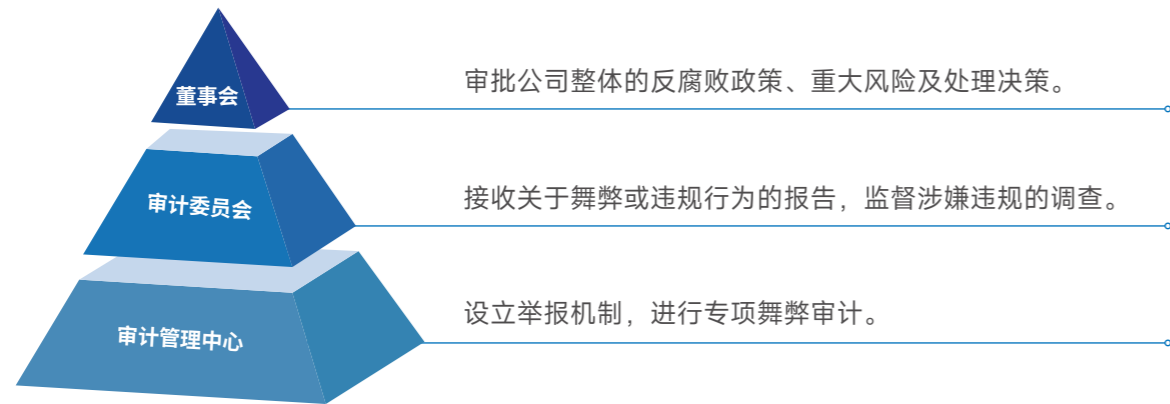 董事会
审批公司整体的反腐败政策、重大风险及处理决策。
审计委员会
接收关于舞弊或违规行为的报告，监督涉嫌违规的调查。
审计管理中心
设立举报机制，进行专项舞弊审计。